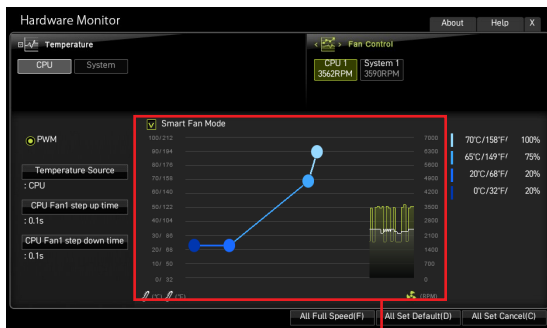 Hardware Monitor
About Help X
Temperature
Fan Control
CPU System
CPU 1 System 1
3562RPM 3590RPM
Smart Fan Mode
PWM
Temperature Source
: CPU
CPU Fan1 step up time
: 0.1s
CPU Fan1 step down time
: 0.1s
100/212 7000
90/194 6300
80/176 5600
70/158 4900
60/140 4200
50/122 3500
40/104 2800
30/ 86 2100
20/ 68 1400
10/ 50 700
0/ 32 0
(°C) (°F) (RPM)
70°C/158°F/ 100%
65°C/149°F/ 75%
20°C/68°F/ 20%
0°C/32°F/ 20%
All Full Speed(F) All Set Default(D) All Set Cancel(C)